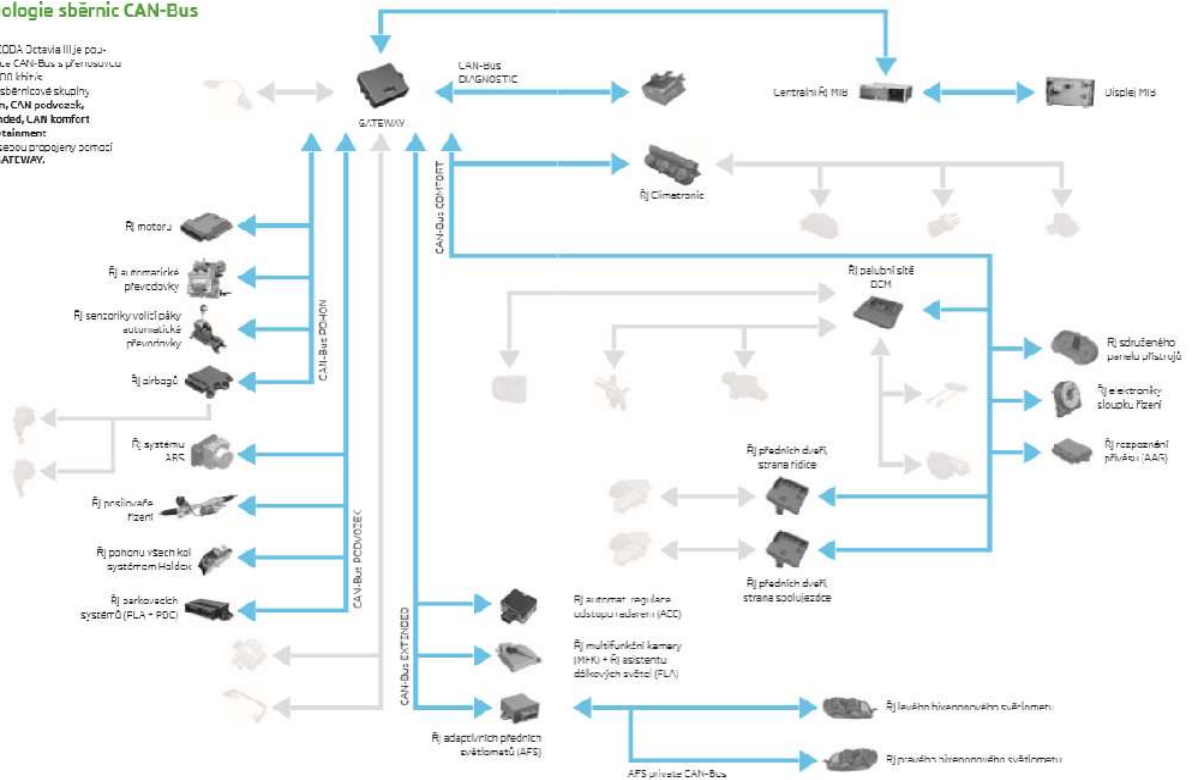 ologie sběrnic CAN-Bus
ODA Octavia III je pou-
ce CAN-Bus s přenosovou
sběrnicové skupiny
CAN podvozek,
nded, CAN komfort
tainment
sebou propojeny pomocí
GATEWAY.
GATEWAY
CAN-Bus
DIAGNOSTIC
Centrální ŘJ MIB
Displej MIB
CAN-Bus COMFORT
ŘJ Climatronic
ŘJ motoru
ŘJ automatické
převodovky
ŘJ senzoriky volicí páky
automatické
převodovky
ŘJ airbagů
CAN-Bus POHON
ŘJ palubní sítě
BCM
ŘJ sdruženého
panelu přístrojů
ŘJ elektroniky
sloupku řízení
ŘJ rozpoznání
přívěsu (AAG)
ŘJ systému
ABS
ŘJ posilovače
řízení
ŘJ pohonu všech kol
systémem Haldex
ŘJ parkovacích
systémů (PLA + PDC)
CAN-Bus PODVOZEK
ŘJ předních dveří,
strana řidiče
ŘJ předních dveří,
strana spolujezdce
CAN-Bus EXTENDED
ŘJ automat. regulace
odstupu radarem (ACC)
ŘJ multifunkční kamery
(MFK) + ŘJ asistentu
dálkových světel (FLA)
ŘJ adaptivních předních
světlometů (AFS)
AFS private CAN-Bus
ŘJ levého bixenonového světlometu
ŘJ pravého bixenonového světlometu